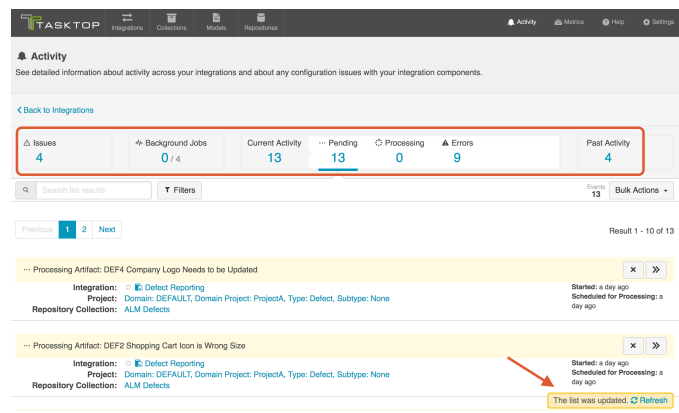 TASKTOP
Integrations
Collections
Models
Repositories
Activity
Metrics
Help
Settings
Activity
See detailed information about activity across your integrations and about any configuration issues with your integration components.
Back to Integrations
Issues
4
Background Jobs
0 / 4
Current Activity
13
Pending
13
Processing
0
Errors
9
Past Activity
4
Search list results
Filters
Events
13
Bulk Actions
Previous 1 2 Next
Result 1 - 10 of 13
··· Processing Artifact: DEF4 Company Logo Needs to be Updated
Integration: Defect Reporting
Project: Domain: DEFAULT, Domain Project: ProjectA, Type: Defect, Subtype: None
Repository Collection: ALM Defects
Started: a day ago
Scheduled for Processing: a
day ago
··· Processing Artifact: DEF2 Shopping Cart Icon is Wrong Size
Integration: Defect Reporting
Project: Domain: DEFAULT, Domain Project: ProjectA, Type: Defect, Subtype: None
Repository Collection: ALM Defects
Started: a day ago
Scheduled for Processing: a
day ago
The list was updated. Refresh